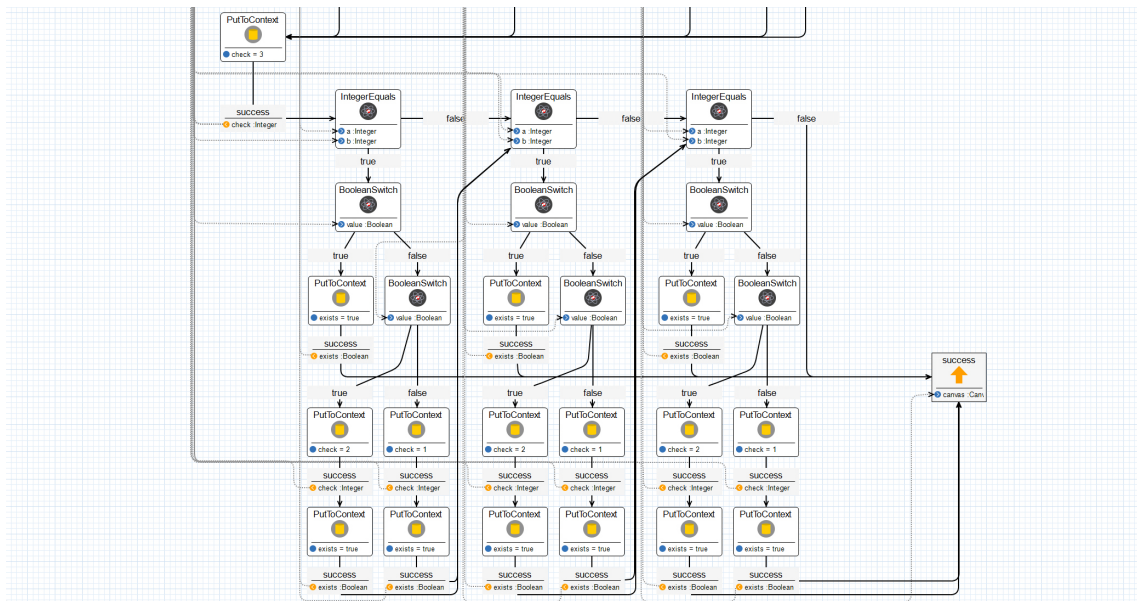 PutToContext
check = 3
success
check :Integer
IntegerEquals
a :Integer
b :Integer
false
IntegerEquals
a :Integer
b :Integer
false
IntegerEquals
a :Integer
b :Integer
false
true
true
true
BooleanSwitch
value :Boolean
BooleanSwitch
value :Boolean
BooleanSwitch
value :Boolean
true
false
true
false
true
false
PutToContext
exists = true
BooleanSwitch
value :Boolean
PutToContext
exists = true
BooleanSwitch
value :Boolean
PutToContext
exists = true
BooleanSwitch
value :Boolean
success
exists :Boolean
success
exists :Boolean
success
exists :Boolean
success
canvas :Canv
true
false
true
false
true
false
PutToContext
check = 2
PutToContext
check = 1
PutToContext
check = 2
PutToContext
check = 1
PutToContext
check = 2
PutToContext
check = 1
success
check :Integer
success
check :Integer
success
check :Integer
success
check :Integer
success
check :Integer
success
check :Integer
PutToContext
exists = true
PutToContext
exists = true
PutToContext
exists = true
PutToContext
exists = true
PutToContext
exists = true
PutToContext
exists = true
success
exists :Boolean
success
exists :Boolean
success
exists :Boolean
success
exists :Boolean
success
exists :Boolean
success
exists :Boolean